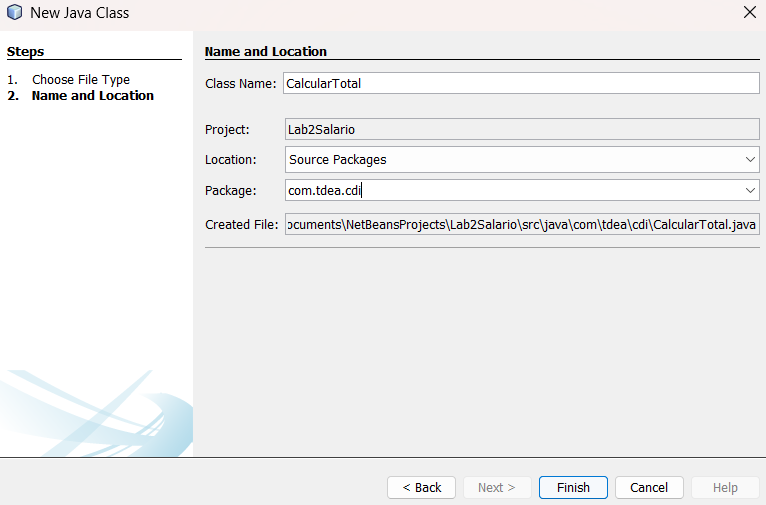 New Java Class
Steps
1. Choose File Type
2. Name and Location
Name and Location
Class Name: CalcularTotal
Project: Lab2Salario
Location: Source Packages
Package: com.tdea.cdi
Created File: ocuments\NetBeansProjects\Lab2Salario\src\java\com\tdea\cdi\CalcularTotal.java
< Back Next > Finish Cancel Help